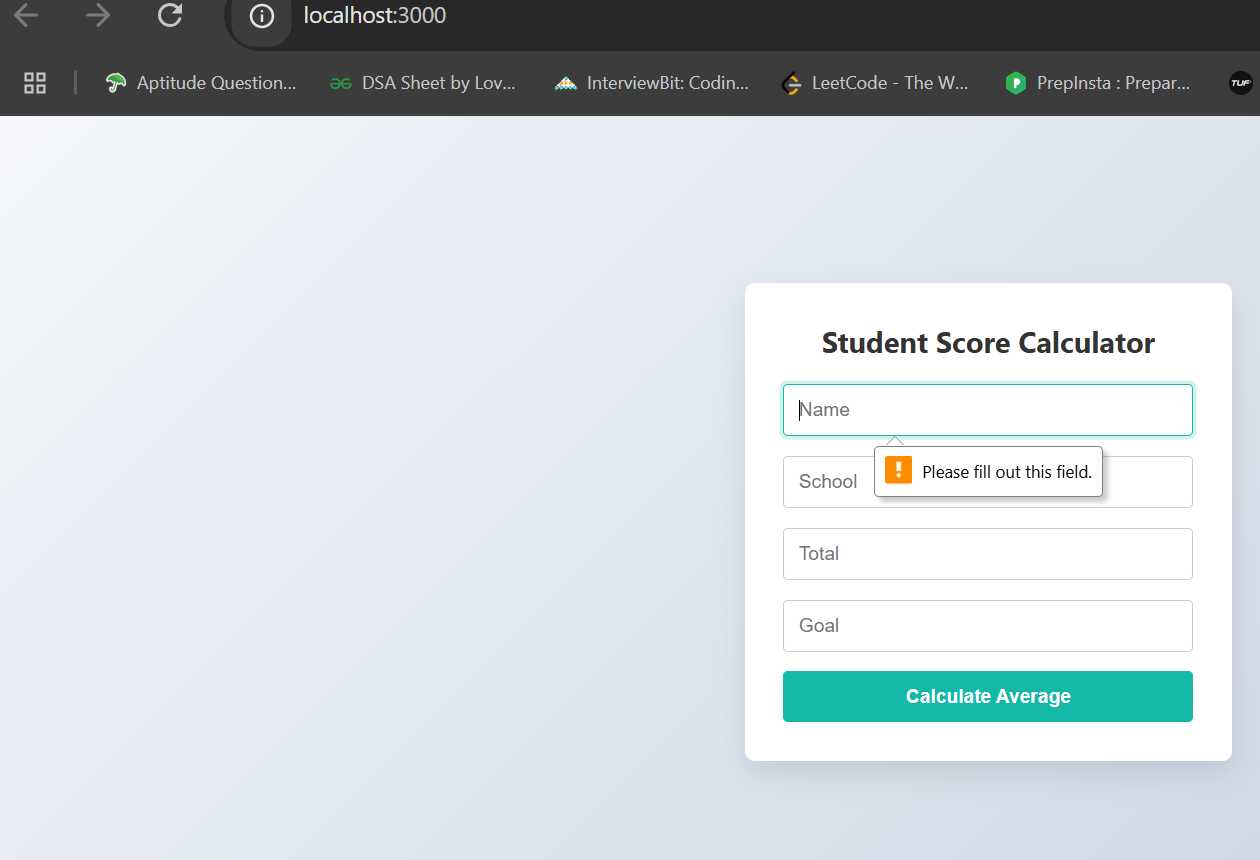 localhost:3000
Aptitude Question... DSA Sheet by Lov... InterviewBit: Codin... LeetCode - The W... PrepInsta : Prepar... TUF
Student Score Calculator
Name
Please fill out this field.
School
Total
Goal
Calculate Average